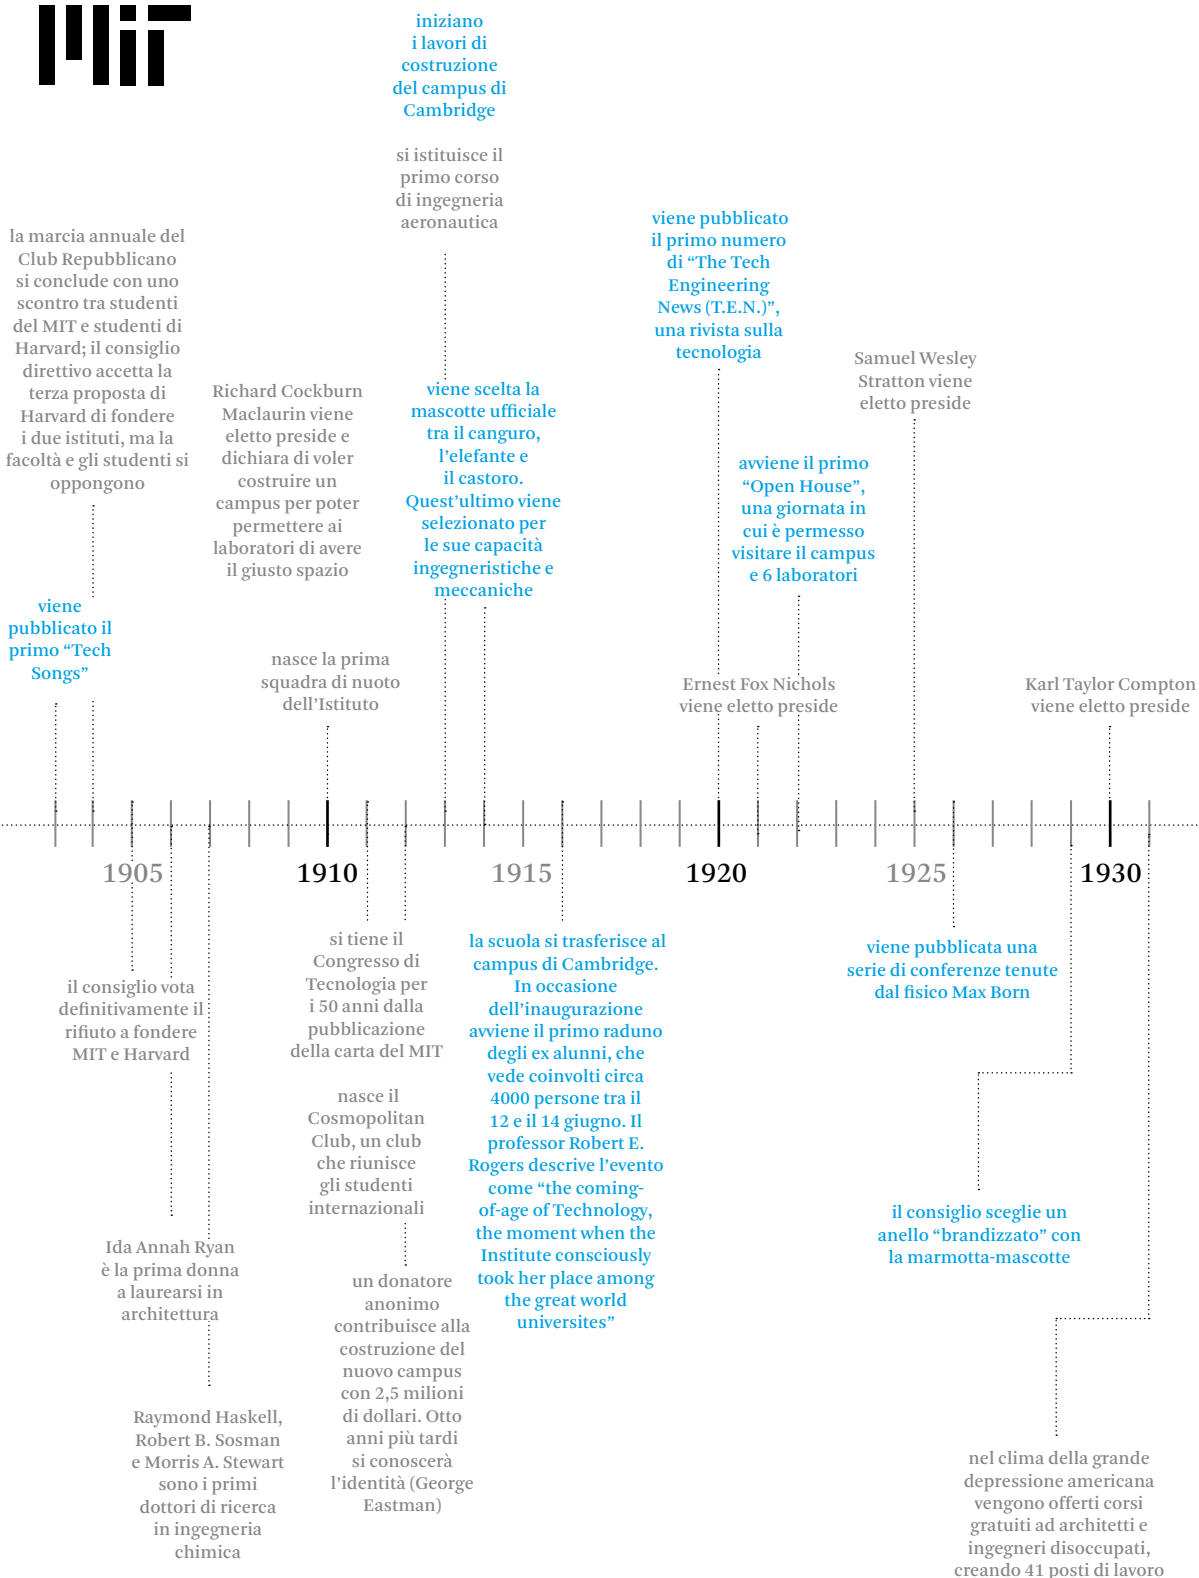 MIT
iniziano
i lavori di
costruzione
del campus di
Cambridge
si istituisce il
primo corso
di ingegneria
aeronautica
la marcia annuale del
Club Repubblicano
si conclude con uno
scontro tra studenti
del MIT e studenti di
Harvard; il consiglio
direttivo accetta la
terza proposta di
Harvard di fondere
i due istituti, ma la
facoltà e gli studenti si
oppongono
viene
pubblicato il
primo “Tech
Songs”
Richard Cockburn
Maclaurin viene
eletto preside e
dichiara di voler
costruire un
campus per poter
permettere ai
laboratori di avere
il giusto spazio
nasce la prima
squadra di nuoto
dell’Istituto
viene scelta la
mascotte ufficiale
tra il canguro,
l’elefante e
il castoro.
Quest’ultimo viene
selezionato per
le sue capacità
ingegneristiche e
meccaniche
viene pubblicato
il primo numero
di “The Tech
Engineering
News (T.E.N.)”,
una rivista sulla
tecnologia
avviene il primo
“Open House”,
una giornata in
cui è permesso
visitare il campus
e 6 laboratori
Ernest Fox Nichols
viene eletto preside
Samuel Wesley
Stratton viene
eletto preside
Karl Taylor Compton
viene eletto preside
1905
1910
1915
1920
1925
1930
il consiglio vota
definitivamente il
rifiuto a fondere
MIT e Harvard
Ida Annah Ryan
è la prima donna
a laurearsi in
architettura
Raymond Haskell,
Robert B. Sosman
e Morris A. Stewart
sono i primi
dottori di ricerca
in ingegneria
chimica
si tiene il
Congresso di
Tecnologia per
i 50 anni dalla
pubblicazione
della carta del MIT
nasce il
Cosmopolitan
Club, un club
che riunisce
gli studenti
internazionali
un donatore
anonimo
contribuisce alla
costruzione del
nuovo campus
con 2,5 milioni
di dollari. Otto
anni più tardi
si conoscerà
l’identità (George
Eastman)
la scuola si trasferisce al
campus di Cambridge.
In occasione
dell’inaugurazione
avviene il primo raduno
degli ex alunni, che
vede coinvolti circa
4000 persone tra il
12 e il 14 giugno. Il
professor Robert E.
Rogers descrive l’evento
come “the coming-
of-age of Technology,
the moment when the
Institute consciously
took her place among
the great world
universites”
viene pubblicata una
serie di conferenze tenute
dal fisico Max Born
il consiglio sceglie un
anello “brandizzato” con
la marmotta-mascotte
nel clima della grande
depressione americana
vengono offerti corsi
gratuiti ad architetti e
ingegneri disoccupati,
creando 41 posti di lavoro